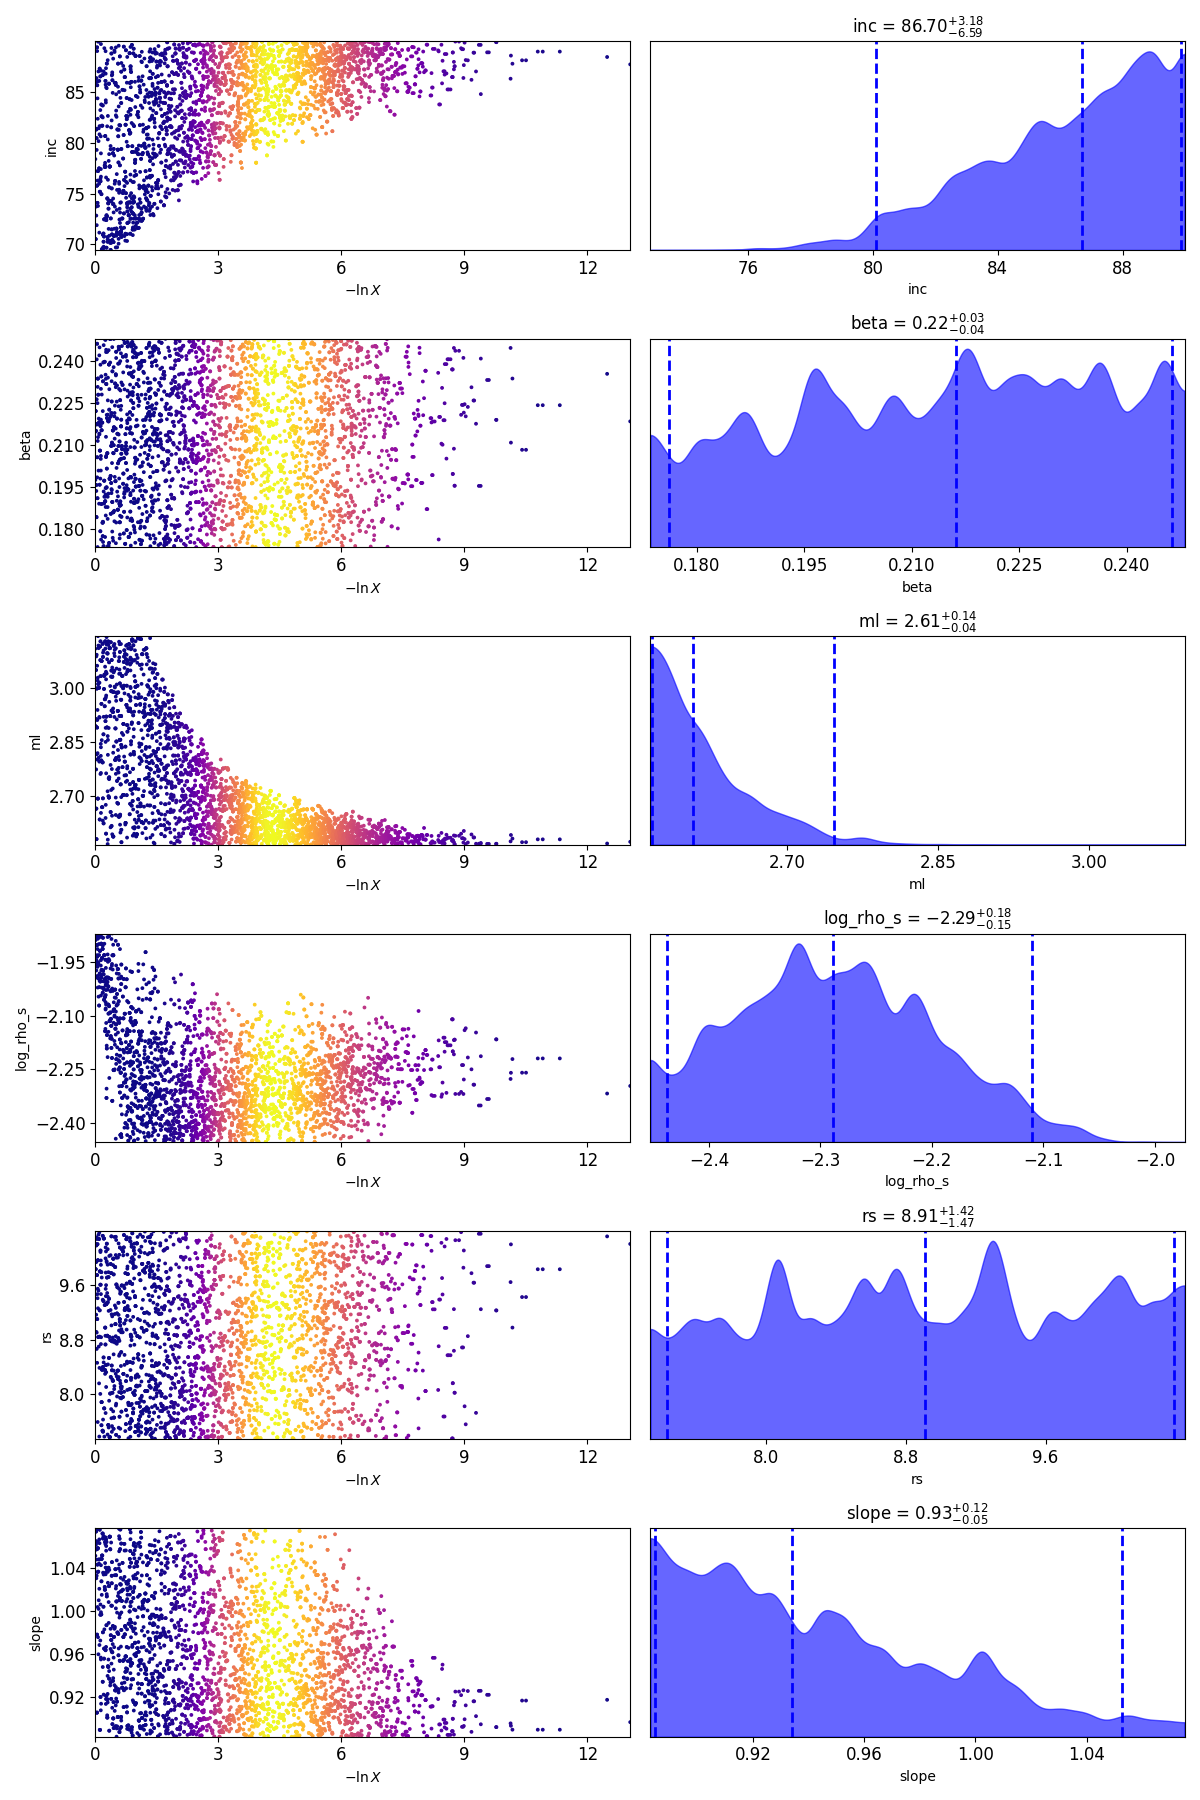 inc = 86.70 +3.18 −6.59
85
80
75
70
inc
0 3 6 9 12
−ln X
76 80 84 88
inc
beta = 0.22 +0.03 −0.04
0.240
0.225
0.210
0.195
0.180
beta
0 3 6 9 12
−ln X
0.180 0.195 0.210 0.225 0.240
beta
ml = 2.61 +0.14 −0.04
3.00
2.85
2.70
ml
0 3 6 9 12
−ln X
2.70 2.85 3.00
ml
log_rho_s = −2.29 +0.18 −0.15
−1.95
−2.10
−2.25
−2.40
log_rho_s
0 3 6 9 12
−ln X
−2.4 −2.3 −2.2 −2.1 −2.0
log_rho_s
rs = 8.91 +1.42 −1.47
9.6
8.8
8.0
rs
0 3 6 9 12
−ln X
8.0 8.8 9.6
rs
slope = 0.93 +0.12 −0.05
1.04
1.00
0.96
0.92
slope
0 3 6 9 12
−ln X
0.92 0.96 1.00 1.04
slope